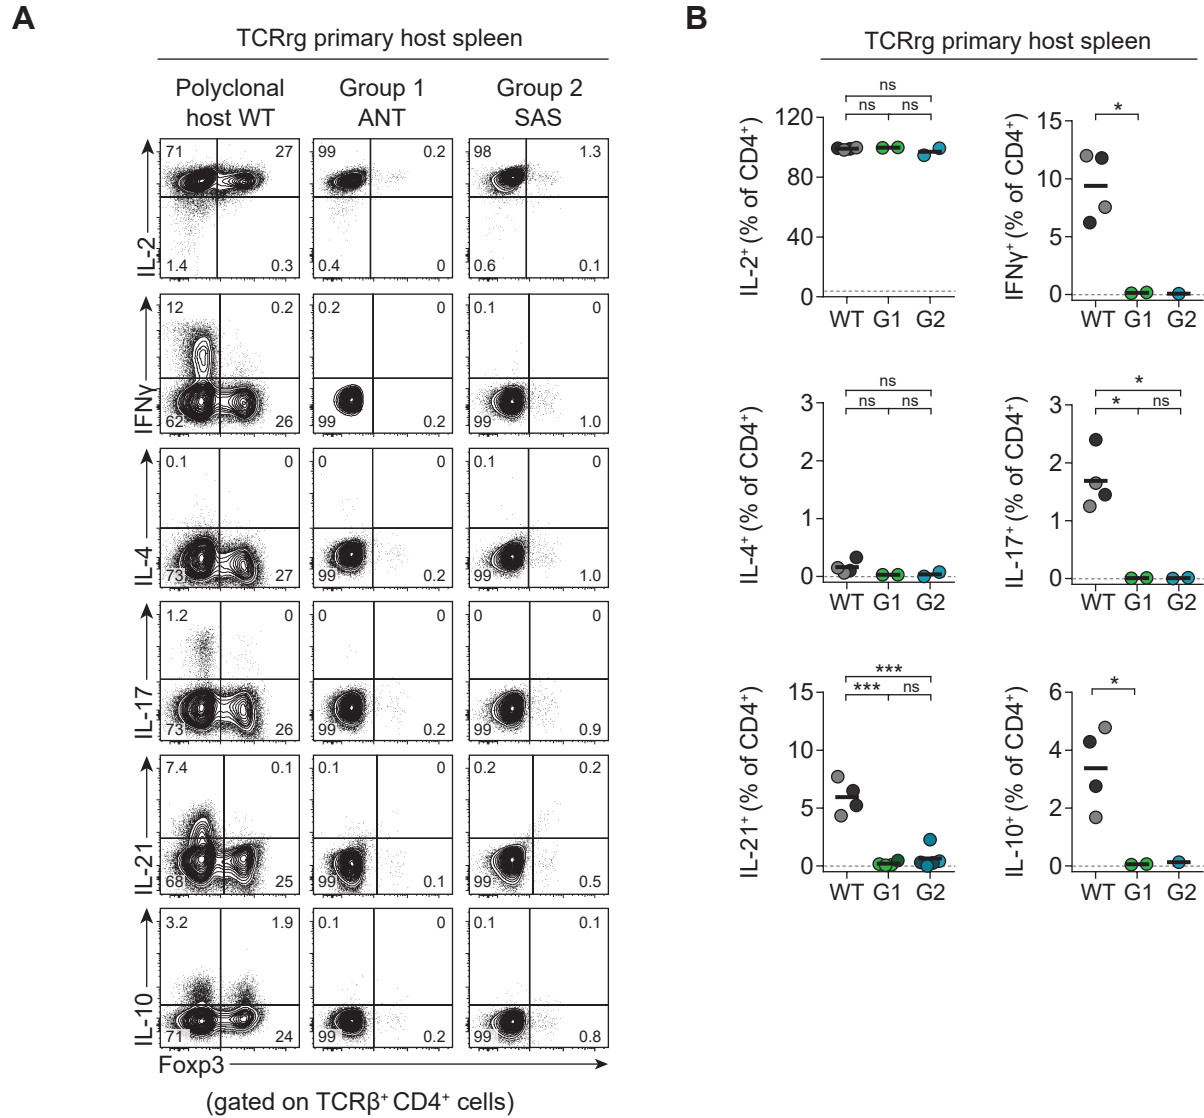 A
TCRrg primary host spleen
Polyclonal
host WT
Group 1
ANT
Group 2
SAS
71 27
99 0.2
98 1.3
IL-2
1.4 0.3
0.4 0
0.6 0.1
12 0.2
0.2 0
0.1 0
IFNγ
62 26
99 0.2
99 1.0
0.1 0
0 0
0.1 0
IL-4
73 27
99 0.2
99 1.0
1.2 0
0 0
0 0
IL-17
73 26
99 0.2
99 0.9
7.4 0.1
0.1 0
0.2 0.2
IL-21
68 25
99 0.1
99 0.5
3.2 1.9
0.1 0
0.1 0.1
IL-10
71 24
99 0.2
99 0.8
Foxp3
(gated on TCRβ⁺ CD4⁺ cells)
B
TCRrg primary host spleen
ns
ns ns
IL-2⁺ (% of CD4⁺)
120
80
40
0
WT G1 G2
*
IFNγ⁺ (% of CD4⁺)
15
10
5
0
WT G1 G2
ns
ns ns
IL-4⁺ (% of CD4⁺)
3
2
1
0
WT G1 G2
*
* ns
IL-17⁺ (% of CD4⁺)
3
2
1
0
WT G1 G2
***
*** ns
IL-21⁺ (% of CD4⁺)
15
10
5
0
WT G1 G2
*
IL-10⁺ (% of CD4⁺)
6
4
2
0
WT G1 G2